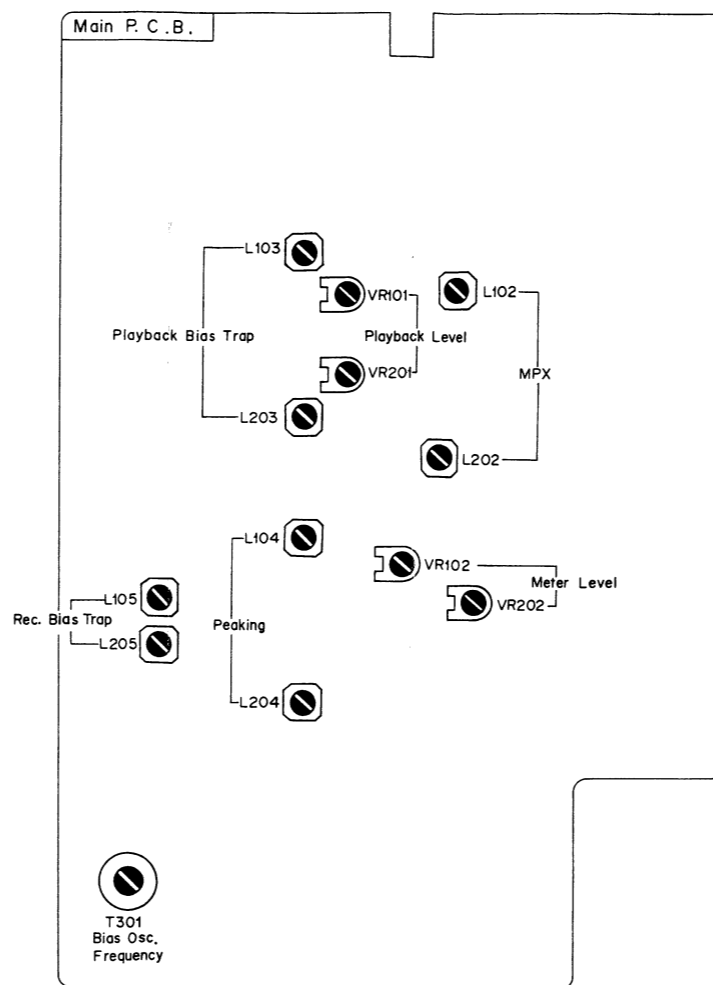 Main P.C.B.
L103
VR101
L102
Playback Bias Trap
Playback Level
VR201
MPX
L203
L202
L104
VR102
Meter Level
L105
VR202
Rec. Bias Trap
Peaking
L205
L204
T301
Bias Osc.
Frequency